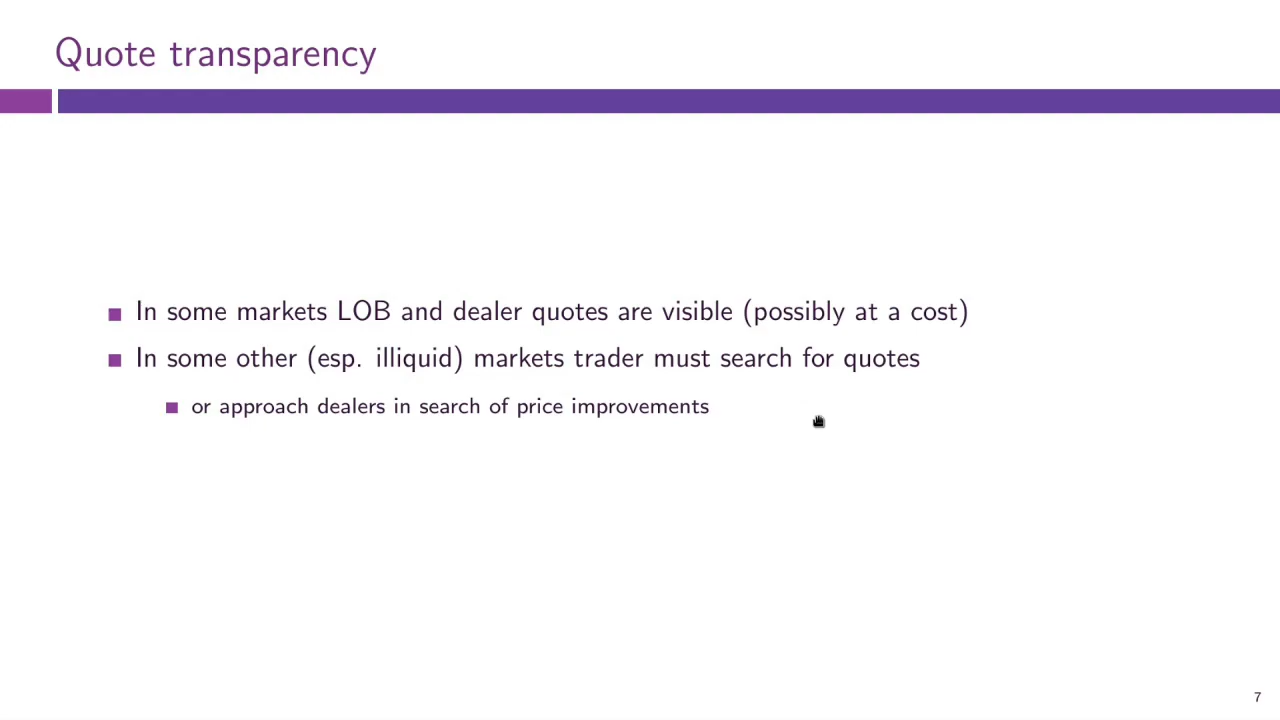 Quote transparency
In some markets LOB and dealer quotes are visible (possibly at a cost)
In some other (esp. illiquid) markets trader must search for quotes
or approach dealers in search of price improvements
7